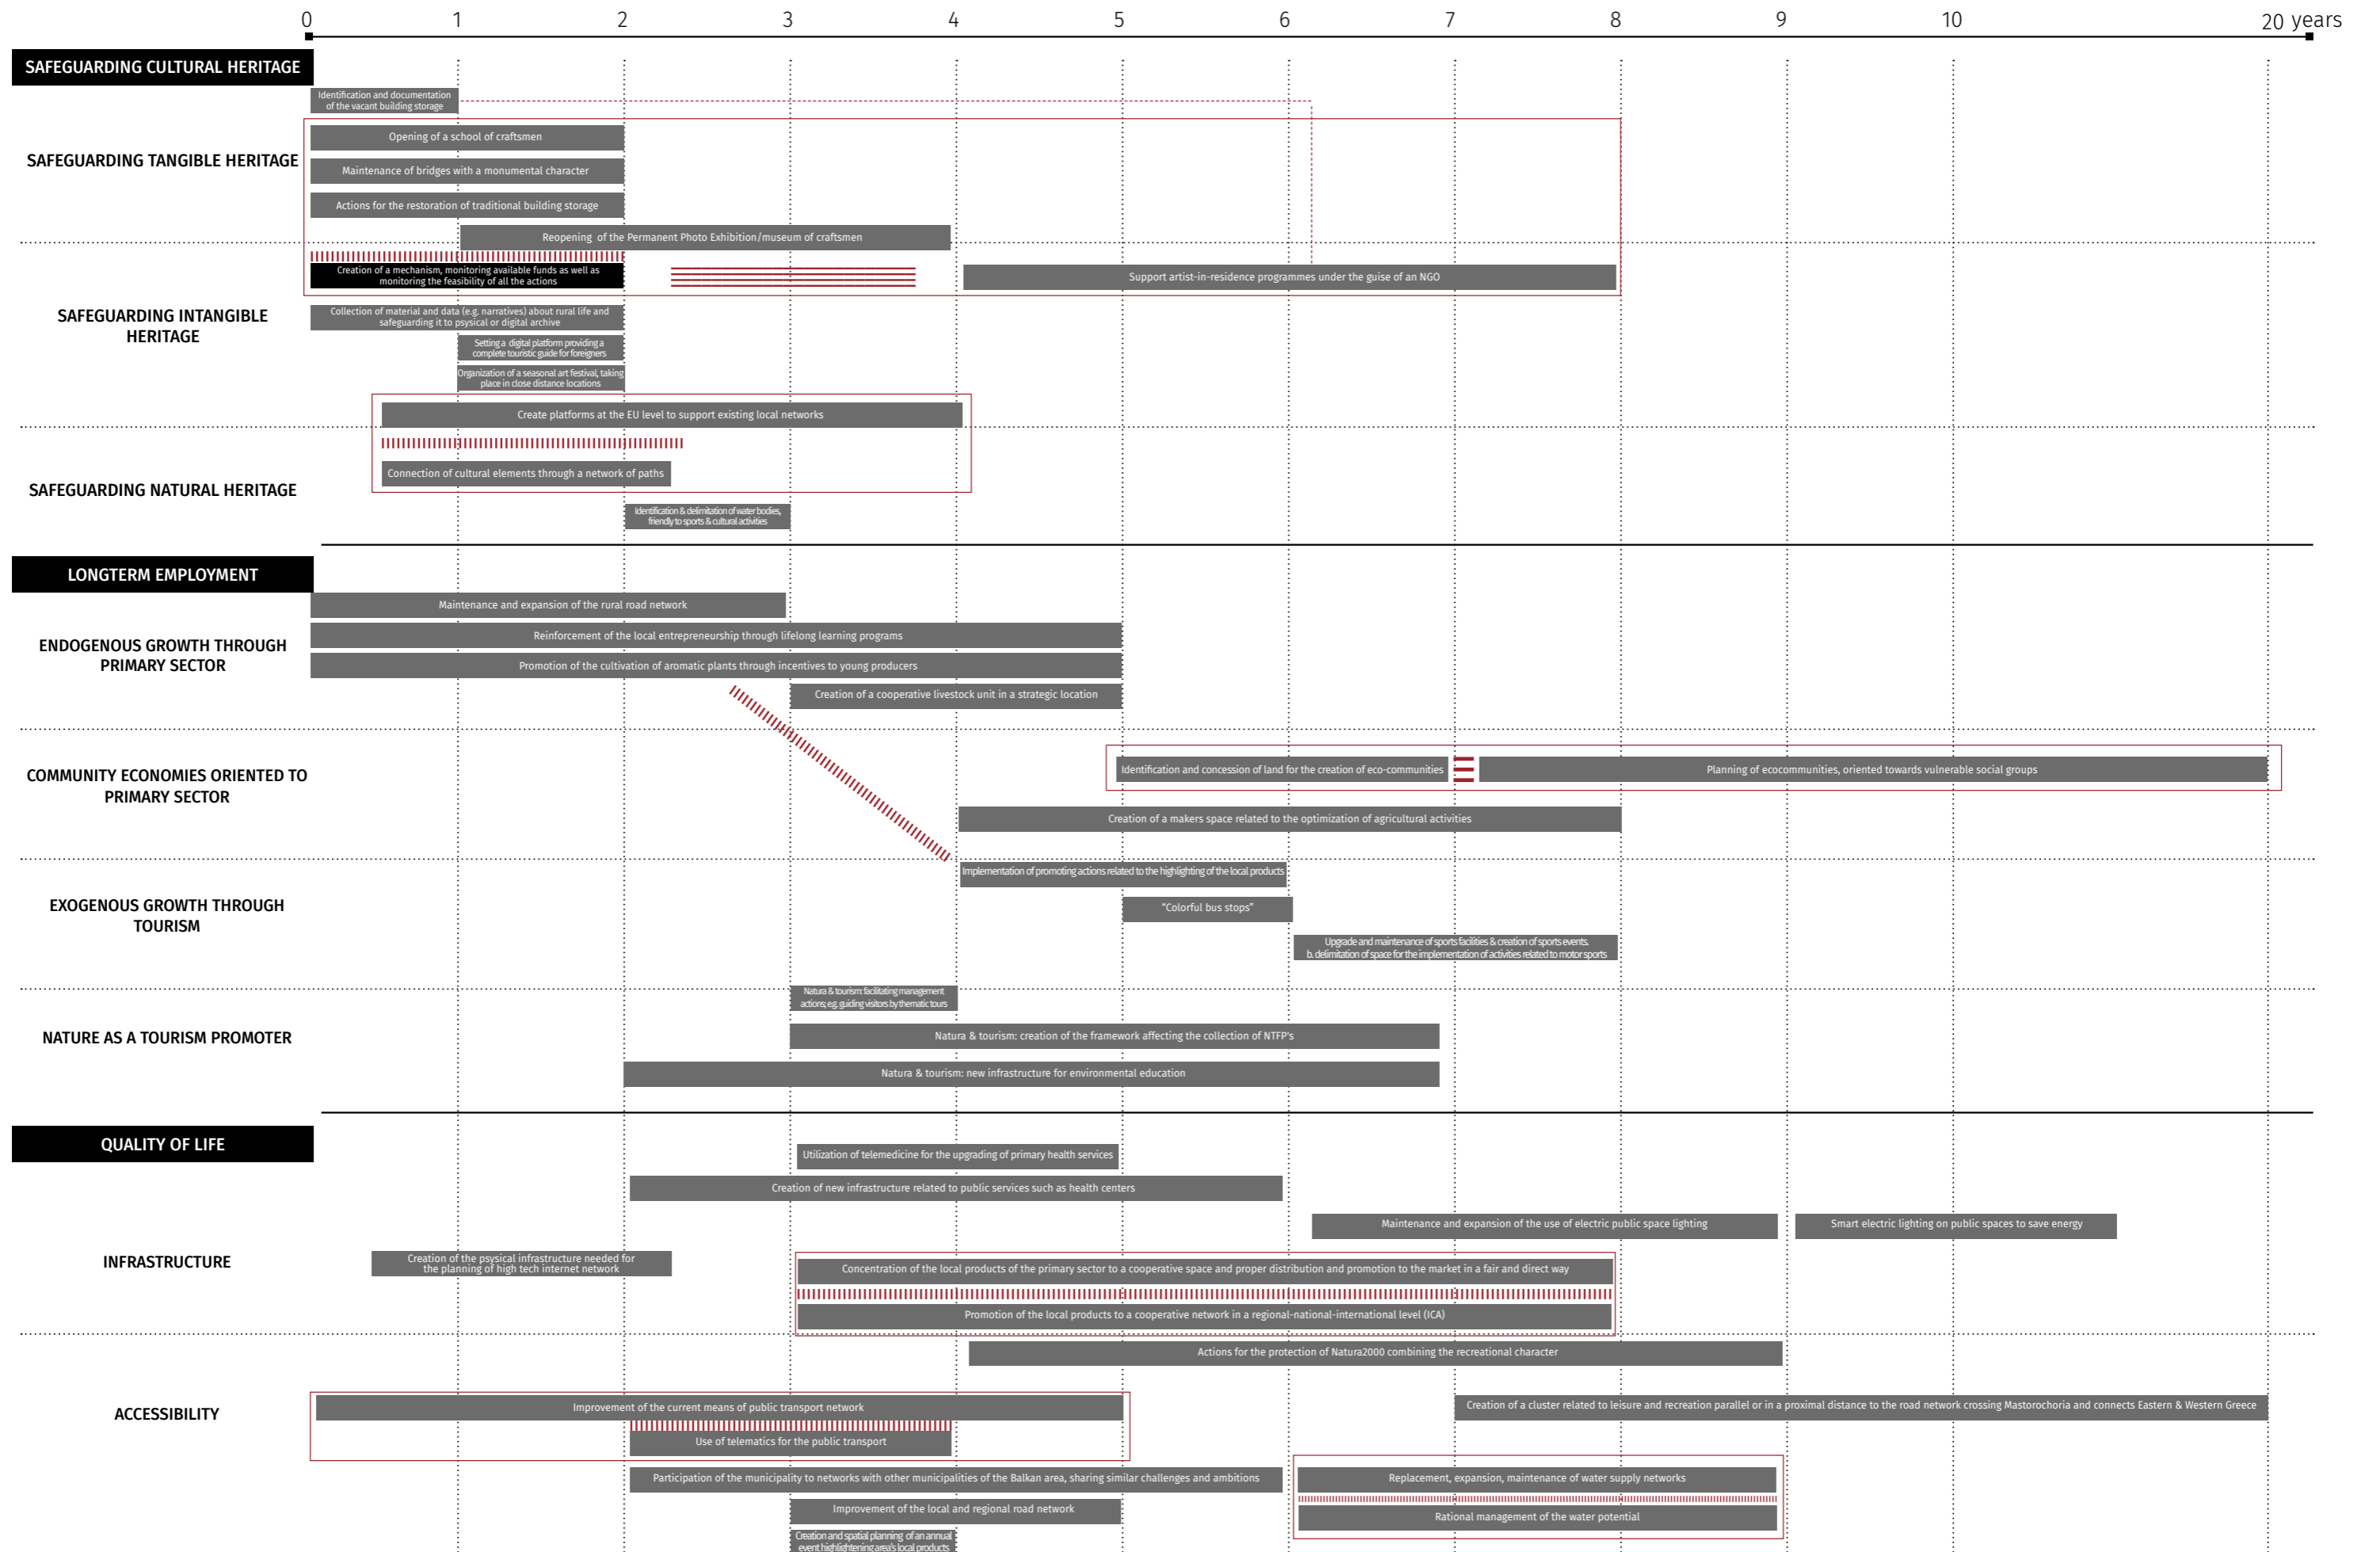 0 1 2 3 4 5 6 7 8 9 10 20 years
SAFEGUARDING CULTURAL HERITAGE
Identification and documentation
of the vacant building storage
Opening of a school of craftsmen
SAFEGUARDING TANGIBLE HERITAGE
Maintenance of bridges with a monumental character
Actions for the restoration of traditional building storage
Reopening of the Permanent Photo Exhibition/museum of craftsmen
Creation of a mechanism, monitoring available funds as well as
monitoring the feasibility of all the actions
Support artist-in-residence programmes under the guise of an NGO
SAFEGUARDING INTANGIBLE
HERITAGE
Collection of material and data (e.g. narratives) about rural life and
safeguarding it to psysical or digital archive
Setting a digital platform providing a
complete touristic guide for foreigners
Organization of a seasonal art festival, taking
place in close distance locations
Create platforms at the EU level to support existing local networks
Connection of cultural elements through a network of paths
SAFEGUARDING NATURAL HERITAGE
Identification & delimitation of water bodies,
friendly to sports & cultural activities
LONGTERM EMPLOYMENT
Maintenance and expansion of the rural road network
Reinforcement of the local entrepreneurship through lifelong learning programs
ENDOGENOUS GROWTH THROUGH
PRIMARY SECTOR
Promotion of the cultivation of aromatic plants through incentives to young producers
Creation of a cooperative livestock unit in a strategic location
COMMUNITY ECONOMIES ORIENTED TO
PRIMARY SECTOR
Identification and concession of land for the creation of eco-communities
Planning of ecocommunities, oriented towards vulnerable social groups
Creation of a makers space related to the optimization of agricultural activities
Implementation of promoting actions related to the highlighting of the local products
EXOGENOUS GROWTH THROUGH
TOURISM
"Colorful bus stops"
Upgrade and maintenance of sports facilities & creation of sports events.
b. delimitation of space for the implementation of activities related to motor sports
Natura & tourism: facilitating management
actions; e.g. guiding visitors by thematic tours
NATURE AS A TOURISM PROMOTER
Natura & tourism: creation of the framework affecting the collection of NTFP's
Natura & tourism: new infrastructure for environmental education
QUALITY OF LIFE
Utilization of telemedicine for the upgrading of primary health services
Creation of new infrastructure related to public services such as health centers
Maintenance and expansion of the use of electric public space lighting
Smart electric lighting on public spaces to save energy
INFRASTRUCTURE
Creation of the psysical infrastructure needed for
the planning of high tech internet network
Concentration of the local products of the primary sector to a cooperative space and proper distribution and promotion to the market in a fair and direct way
Promotion of the local products to a cooperative network in a regional-national-international level (ICA)
Actions for the protection of Natura2000 combining the recreational character
ACCESSIBILITY
Improvement of the current means of public transport network
Creation of a cluster related to leisure and recreation parallel or in a proximal distance to the road network crossing Mastorochoria and connects Eastern & Western Greece
Use of telematics for the public transport
Participation of the municipality to networks with other municipalities of the Balkan area, sharing similar challenges and ambitions
Replacement, expansion, maintenance of water supply networks
Improvement of the local and regional road network
Rational management of the water potential
Creation and spatial planning of an annual
event highlightening area's local products